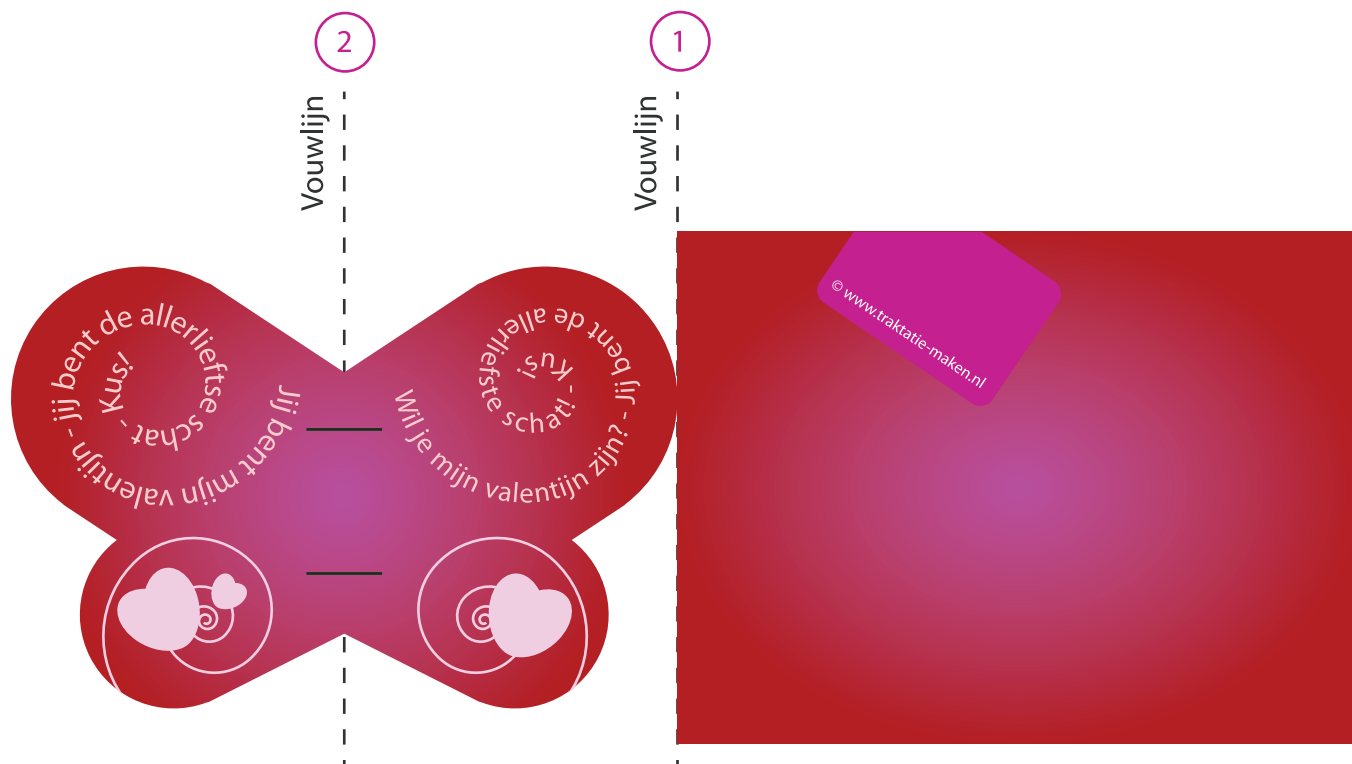 2
1
Vouwlijn
Vouwlijn
Jij bent mijn valentijn - Jij bent de allerlieftse schat - Kus!
Wil je mijn valentijn zijn? - Jij bent de allerliefste schat! - Kus!
© www.traktatie-maken.nl